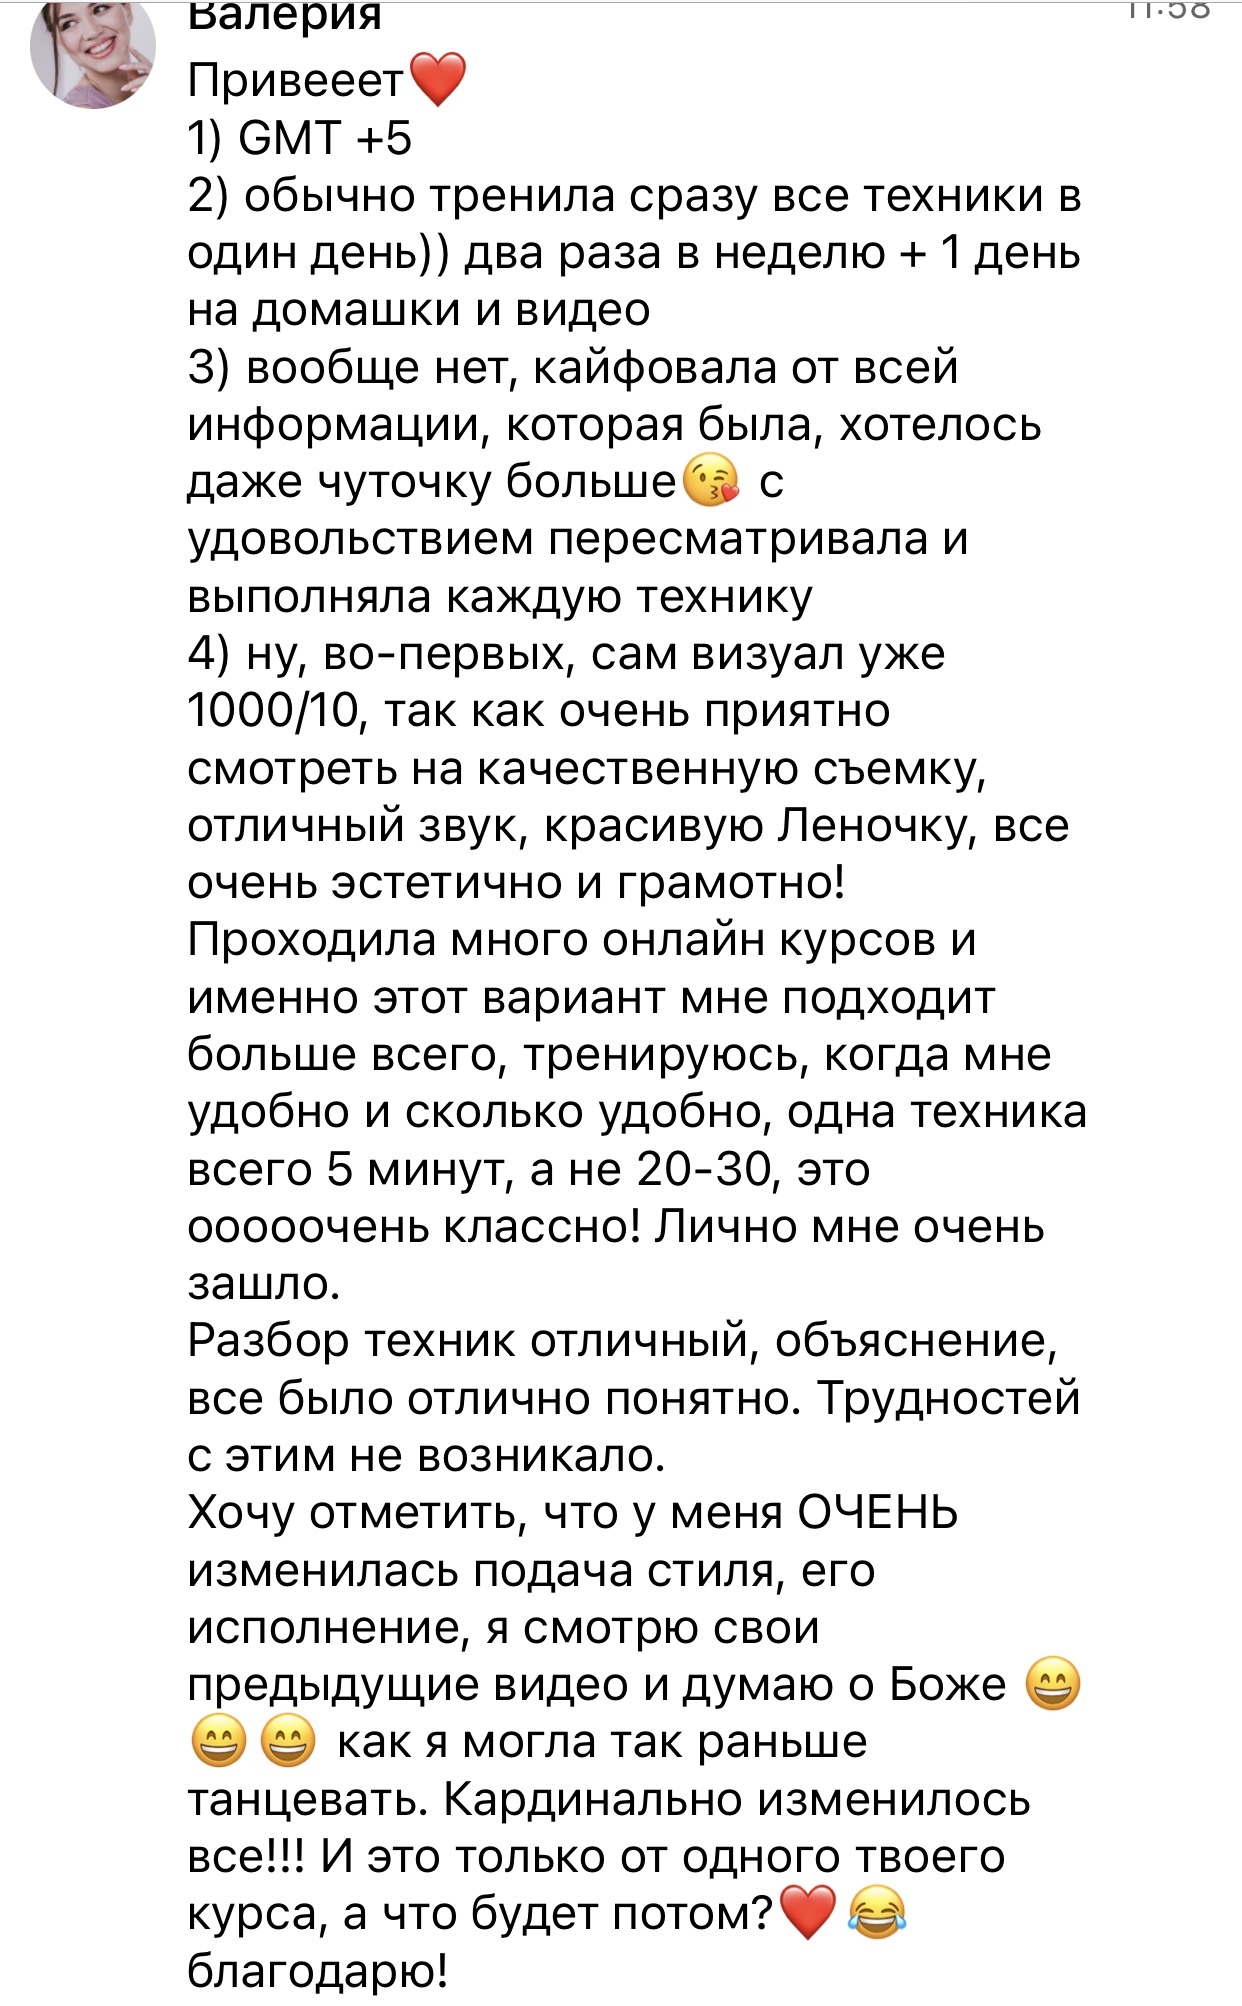 Валерия
11:58
Привееет❤️
1) GMT +5
2) обычно тренила сразу все техники в
один день)) два раза в неделю + 1 день
на домашки и видео
3) вообще нет, кайфовала от всей
информации, которая была, хотелось
даже чуточку больше😘 с
удовольствием пересматривала и
выполняла каждую технику
4) ну, во-первых, сам визуал уже
1000/10, так как очень приятно
смотреть на качественную съемку,
отличный звук, красивую Леночку, все
очень эстетично и грамотно!
Проходила много онлайн курсов и
именно этот вариант мне подходит
больше всего, тренируюсь, когда мне
удобно и сколько удобно, одна техника
всего 5 минут, а не 20-30, это
ооооочень классно! Лично мне очень
зашло.
Разбор техник отличный, объяснение,
все было отлично понятно. Трудностей
с этим не возникало.
Хочу отметить, что у меня ОЧЕНЬ
изменилась подача стиля, его
исполнение, я смотрю свои
предыдущие видео и думаю о Боже 😄
😄 😄 как я могла так раньше
танцевать. Кардинально изменилось
все!!! И это только от одного твоего
курса, а что будет потом?❤️ 😂
благодарю!